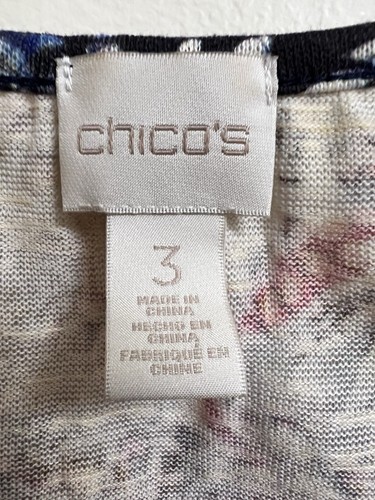 chico's
3
MADE IN
CHINA
HECHO EN
CHINA
FABRIQUÉ EN
CHINE